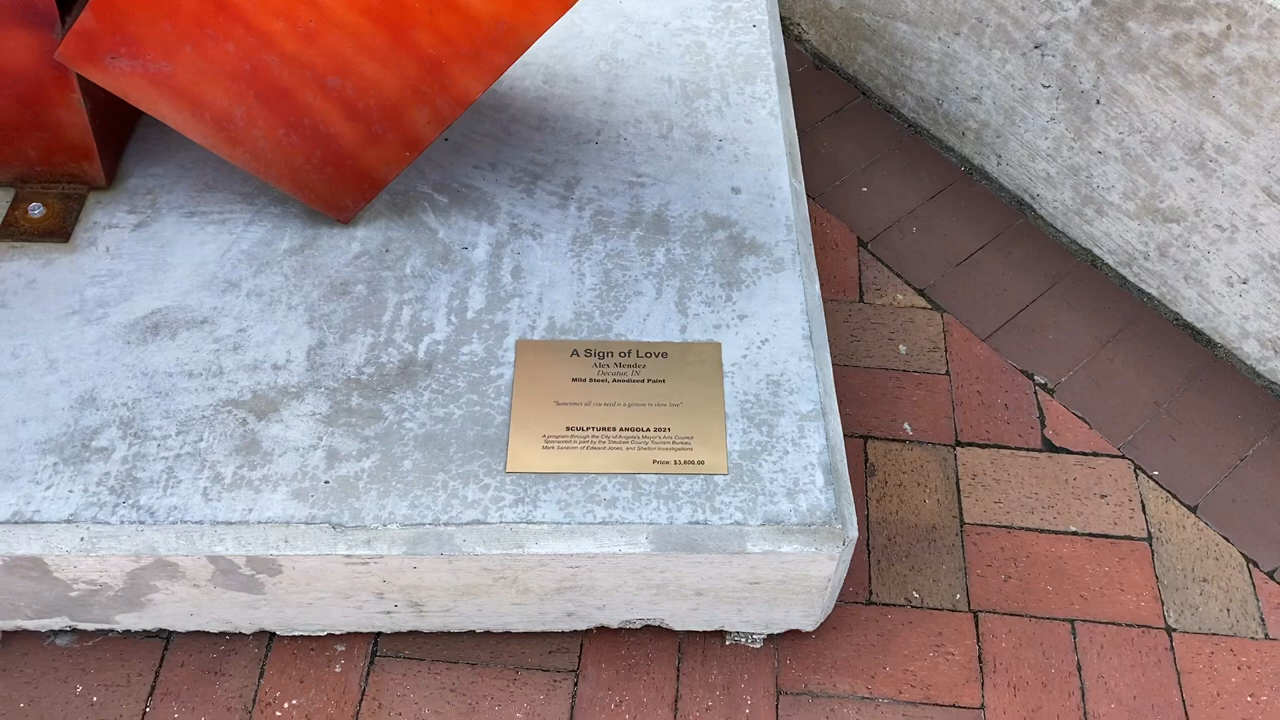 A Sign of Love
Alex Mendez
Decatur, IN
Mild Steel, Anodized Paint
"Sometimes all you need is a gesture to show love"
SCULPTURES ANGOLA 2021
A program through the City of Angola's Mayor's Arts Council
Sponsored in part by the Steuben County Tourism Bureau,
Mark Sanborn of Edward Jones, and Shelton Investigations
Price: $3,800.00